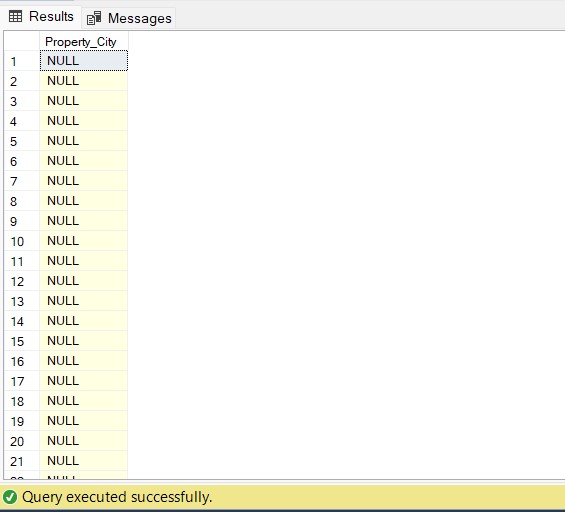 Results Messages
Property_City
1 NULL
2 NULL
3 NULL
4 NULL
5 NULL
6 NULL
7 NULL
8 NULL
9 NULL
10 NULL
11 NULL
12 NULL
13 NULL
14 NULL
15 NULL
16 NULL
17 NULL
18 NULL
19 NULL
20 NULL
21 NULL
Query executed successfully.